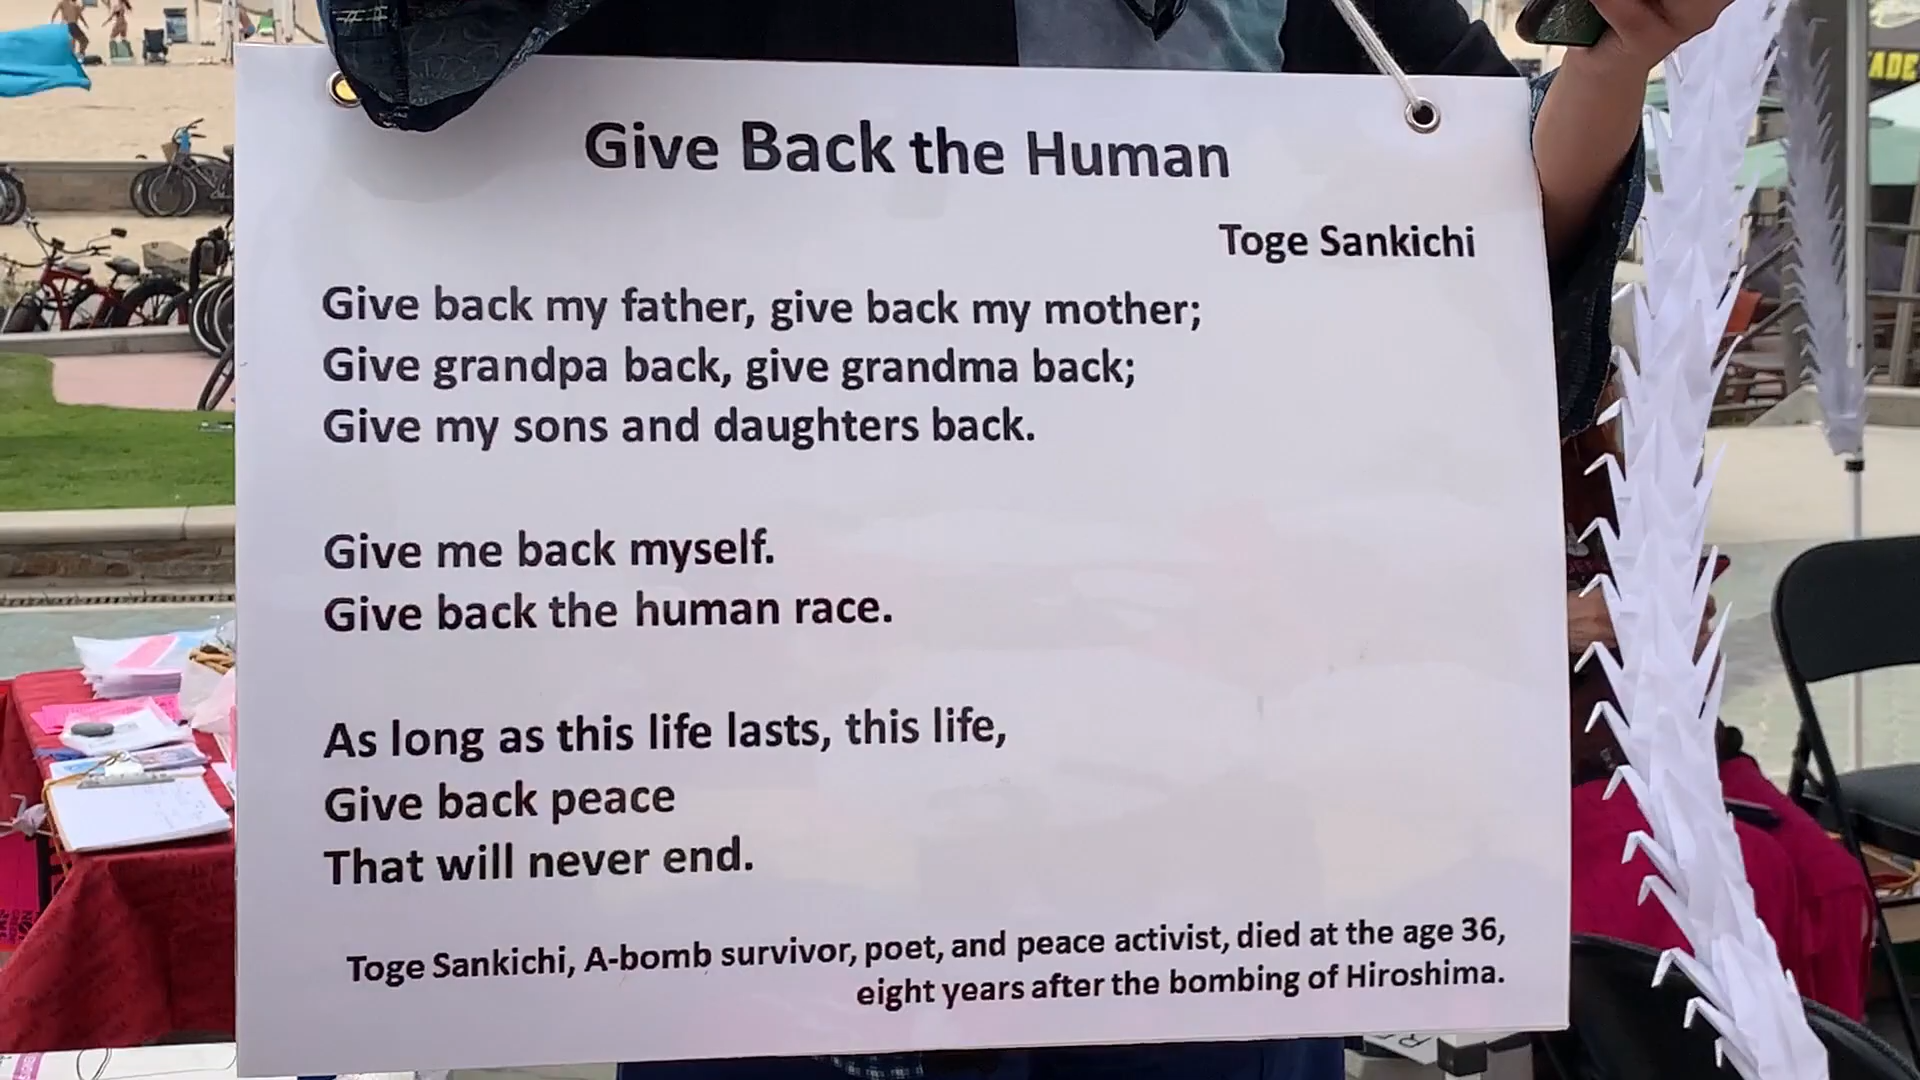 Give Back the Human
Toge Sankichi
Give back my father, give back my mother;
Give grandpa back, give grandma back;
Give my sons and daughters back.
Give me back myself.
Give back the human race.
As long as this life lasts, this life,
Give back peace
That will never end.
Toge Sankichi, A-bomb survivor, poet, and peace activist, died at the age 36,
eight years after the bombing of Hiroshima.
ADE